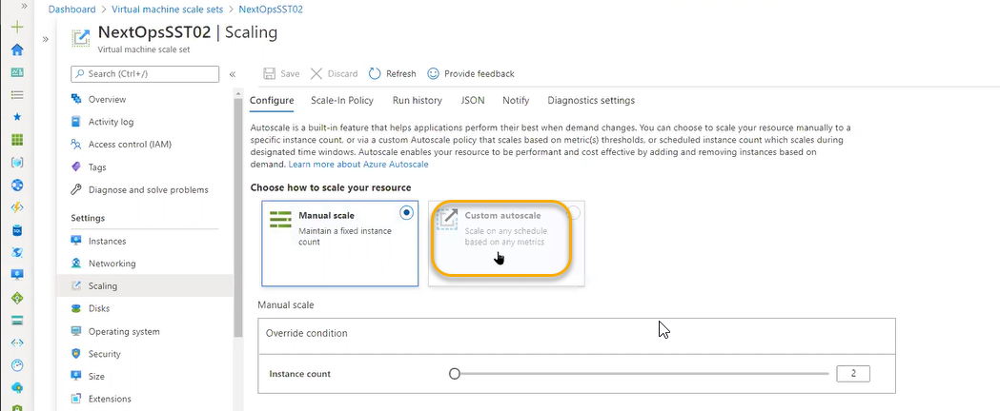 Dashboard > Virtual machine scale sets > NextOpsSST02
NextOpsSST02 | Scaling
Virtual machine scale set
Search (Ctrl+/)
Save
Discard
Refresh
Provide feedback
Overview
Activity log
Access control (IAM)
Tags
Diagnose and solve problems
Settings
Instances
Networking
Scaling
Disks
Operating system
Security
Size
Extensions
Configure
Scale-In Policy
Run history
JSON
Notify
Diagnostics settings
Autoscale is a built-in feature that helps applications perform their best when demand changes. You can choose to scale your resource manually to a
specific instance count, or via a custom Autoscale policy that scales based on metric(s) thresholds, or scheduled instance count which scales during
designated time windows. Autoscale enables your resource to be performant and cost effective by adding and removing instances based on
demand. Learn more about Azure Autoscale
Choose how to scale your resource
Manual scale
Maintain a fixed instance
count
Custom autoscale
Scale on any schedule
based on any metrics
Manual scale
Override condition
Instance count
2